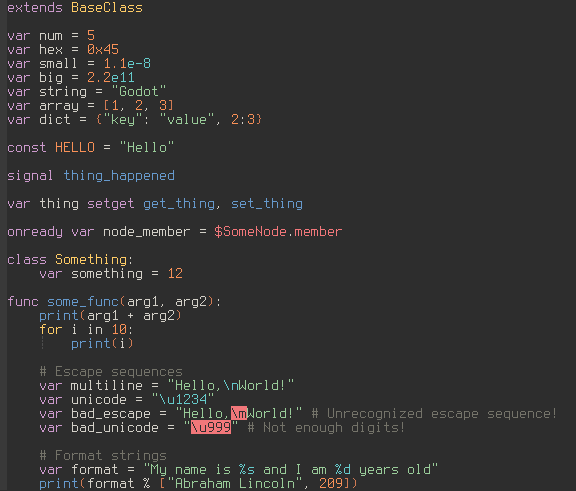 extends BaseClass
var num = 5
var hex = 0x45
var small = 1.1e-8
var big = 2.2e11
var string = "Godot"
var array = [1, 2, 3]
var dict = {"key": "value", 2:3}
const HELLO = "Hello"
signal thing_happened
var thing setget get_thing, set_thing
onready var node_member = $SomeNode.member
class Something:
    var something = 12
func some_func(arg1, arg2):
    print(arg1 + arg2)
    for i in 10:
        print(i)
    # Escape sequences
    var multiline = "Hello,\nWorld!"
    var unicode = "\u1234"
    var bad_escape = "Hello,\mWorld!" # Unrecognized escape sequence!
    var bad_unicode = "\u999" # Not enough digits!
    # Format strings
    var format = "My name is %s and I am %d years old"
    print(format % ["Abraham Lincoln", 209])